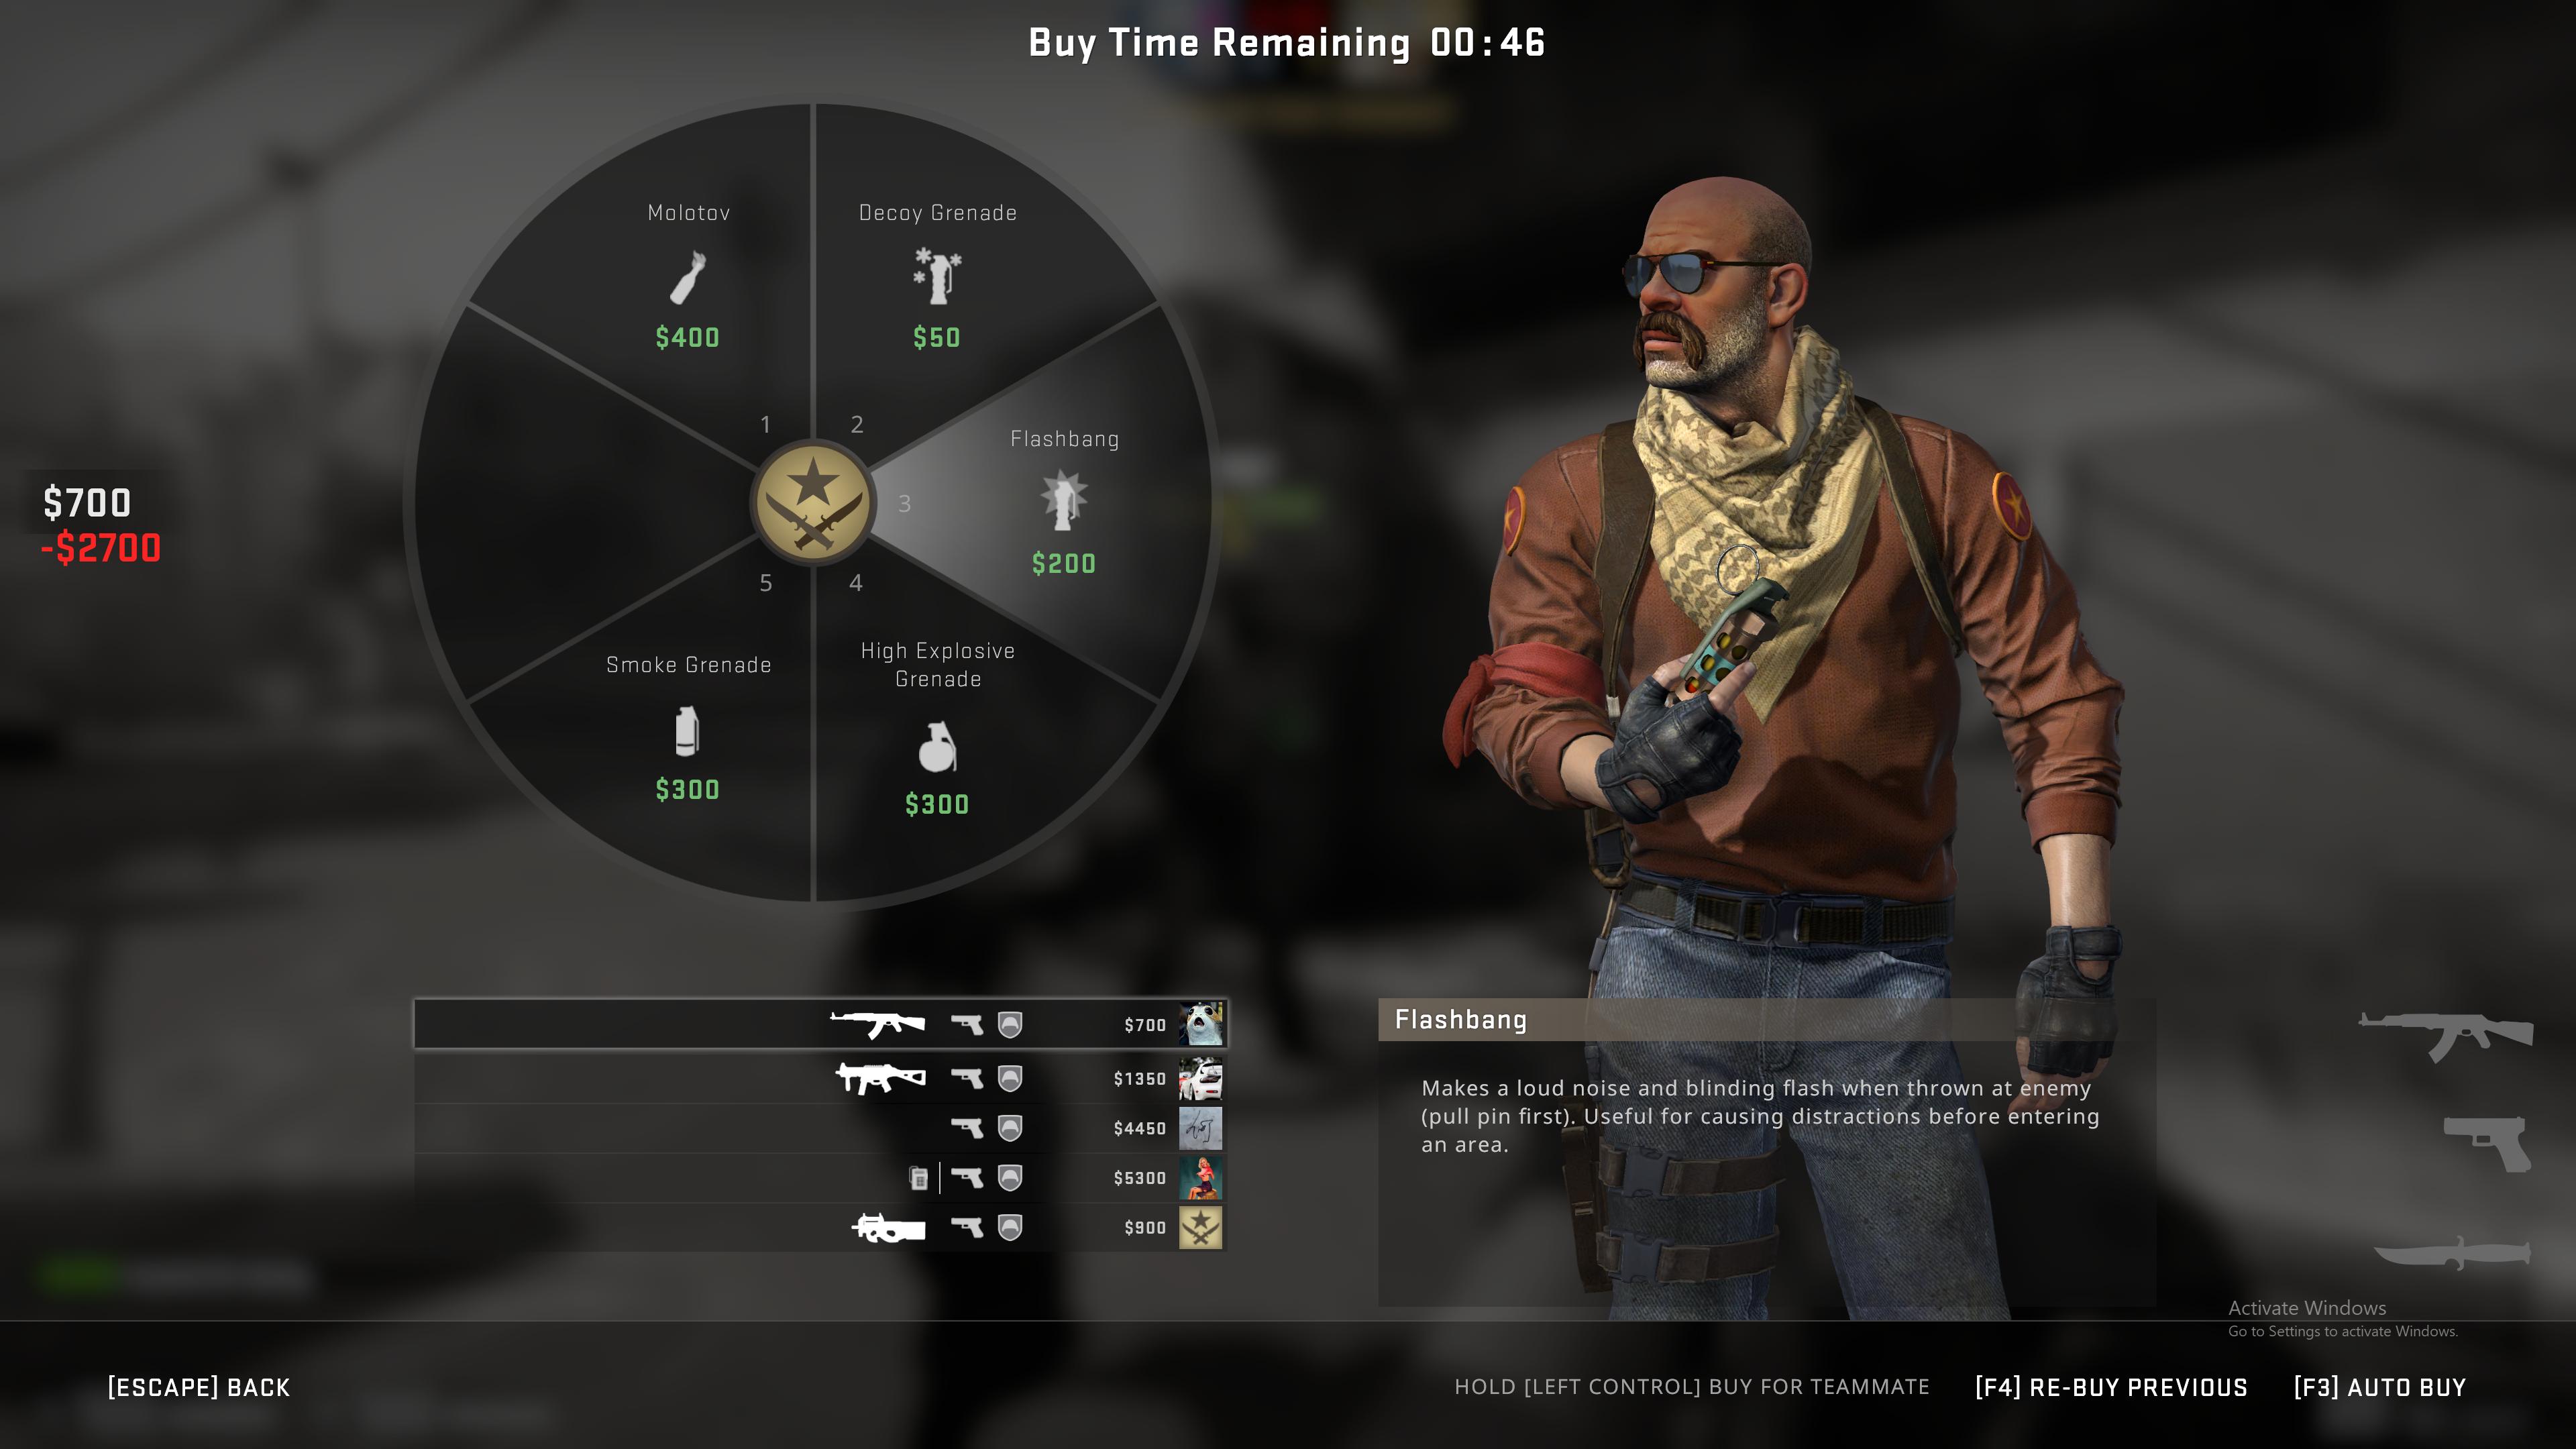 Buy Time Remaining 00:46
Molotov
$400
Decoy Grenade
$50
1
2
Flashbang
3
$200
$700
-$2700
5
4
Smoke Grenade
$300
High Explosive
Grenade
$300
$700
$1350
$4450
$5300
$900
Flashbang
Makes a loud noise and blinding flash when thrown at enemy
(pull pin first). Useful for causing distractions before entering
an area.
Activate Windows
Go to Settings to activate Windows.
[ESCAPE] BACK
HOLD [LEFT CONTROL] BUY FOR TEAMMATE
[F4] RE-BUY PREVIOUS
[F3] AUTO BUY